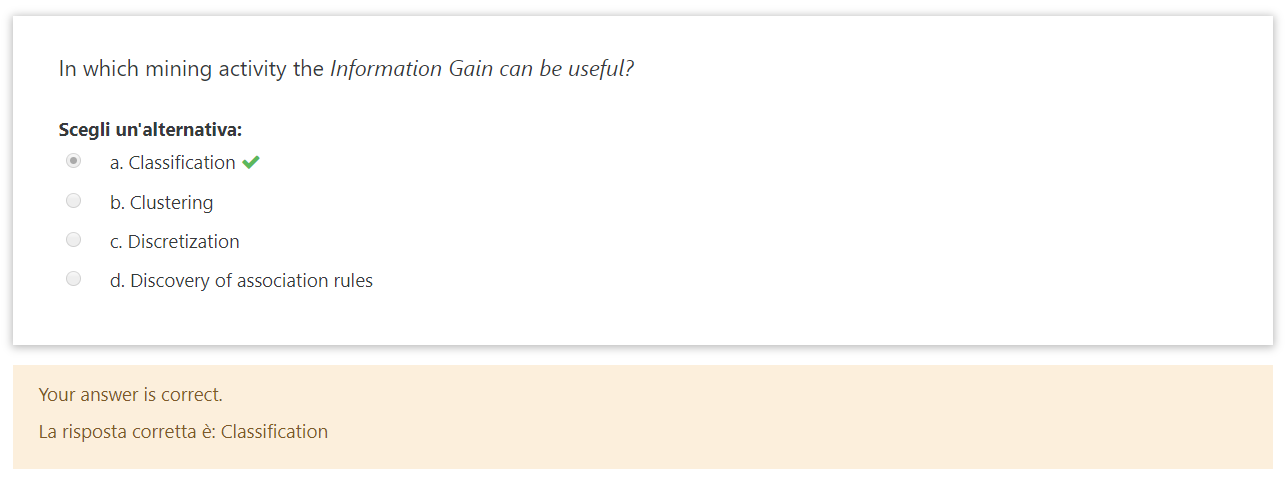 In which mining activity the Information Gain can be useful?
Scegli un'alternativa:
a. Classification
b. Clustering
c. Discretization
d. Discovery of association rules
Your answer is correct.
La risposta corretta è: Classification